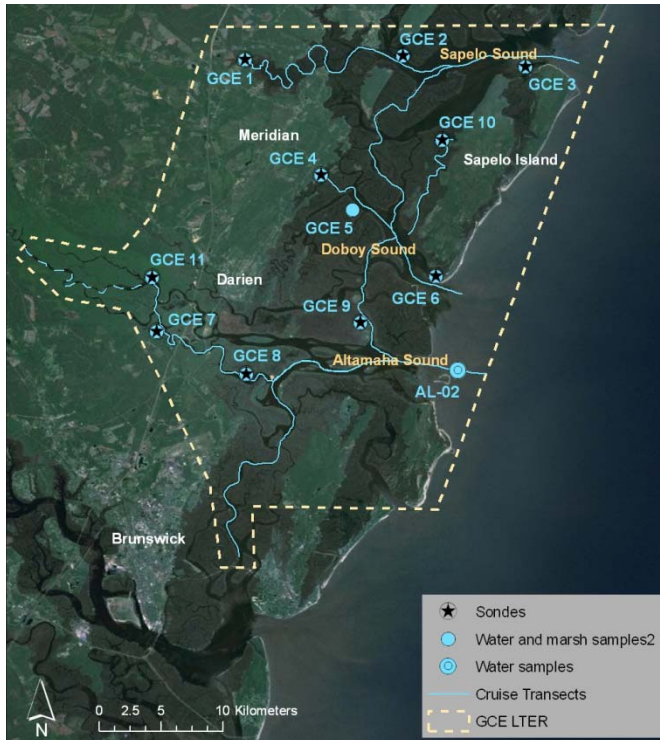 GCE 2
Sapelo Sound
GCE 1
GCE 3
GCE 10
Meridian
GCE 4
Sapelo Island
GCE 5
Doboy Sound
GCE 11
Darien
GCE 6
GCE 9
GCE 7
GCE 8
Altamaha Sound
AL-02
Brunswick
Sondes
Water and marsh samples2
Water samples
Cruise Transects
GCE LTER
N
0 2.5 5 10 Kilometers